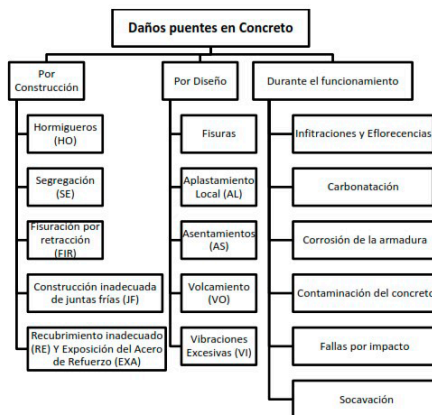 Daños puentes en Concreto
Por
Construcción
Hormigueros
(HO)
Segregación
(SE)
Fisuración por
retracción
(FIR)
Construcción inadecuada
de juntas frías (JF)
Recubrimiento inadecuado
(RE) Y Exposición del Acero
de Refuerzo (EXA)
Por Diseño
Fisuras
Aplastamiento
Local (AL)
Asentamientos
(AS)
Volcamiento
(VO)
Vibraciones
Excesivas (VI)
Durante el funcionamiento
Infitraciones y Eflorecencias
Carbonatación
Corrosión de la armadura
Contaminación del concreto
Fallas por impacto
Socavación